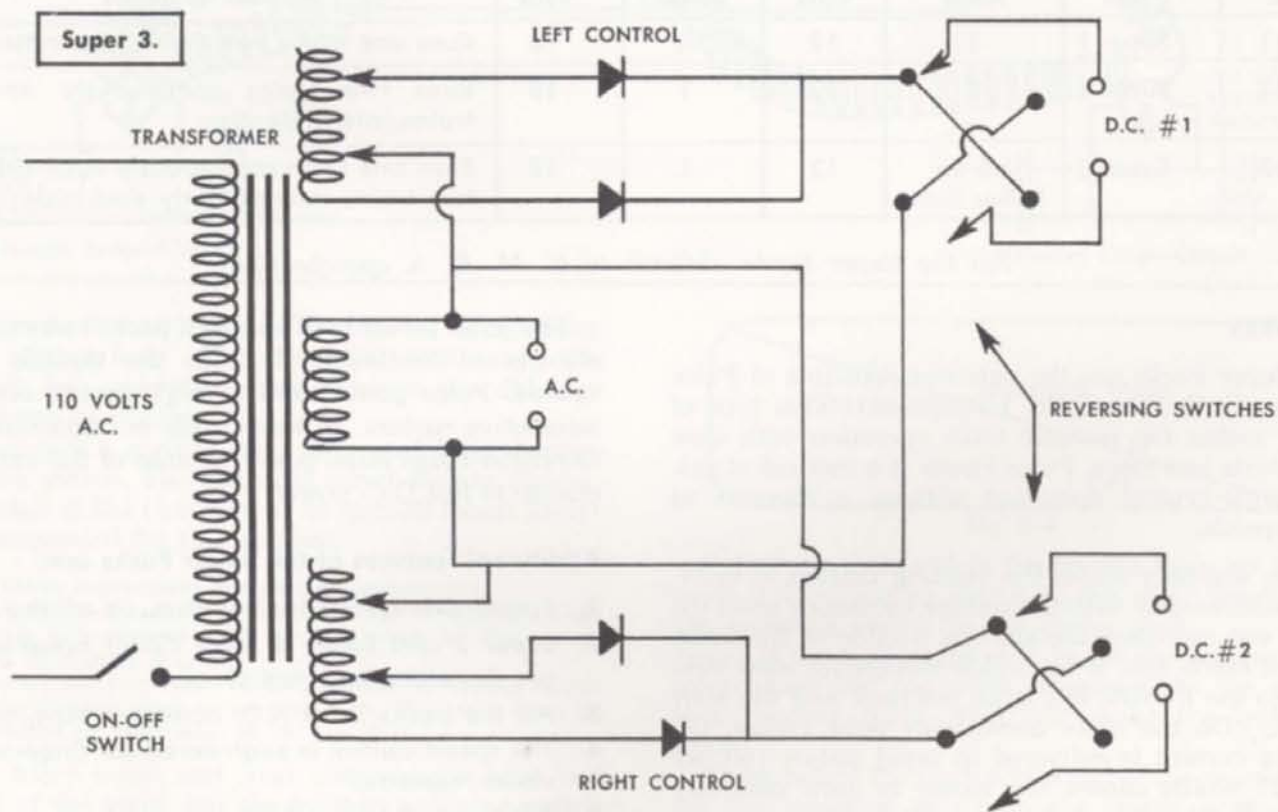 Super 3.
LEFT CONTROL
TRANSFORMER
D.C. #1
110 VOLTS
A.C.
A.C.
REVERSING SWITCHES
D.C. #2
ON-OFF
SWITCH
RIGHT CONTROL